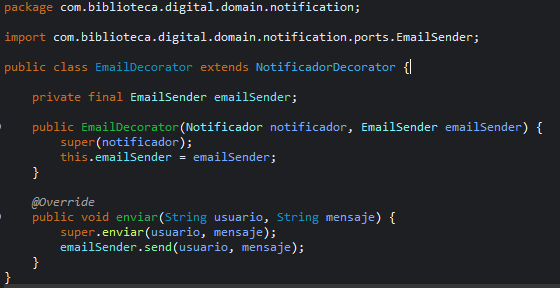 package com.biblioteca.digital.domain.notification;
import com.biblioteca.digital.domain.notification.ports.EmailSender;
public class EmailDecorator extends NotificadorDecorator {
private final EmailSender emailSender;
public EmailDecorator(Notificador notificador, EmailSender emailSender) {
super(notificador);
this.emailSender = emailSender;
}
@Override
public void enviar(String usuario, String mensaje) {
super.enviar(usuario, mensaje);
emailSender.send(usuario, mensaje);
}
}